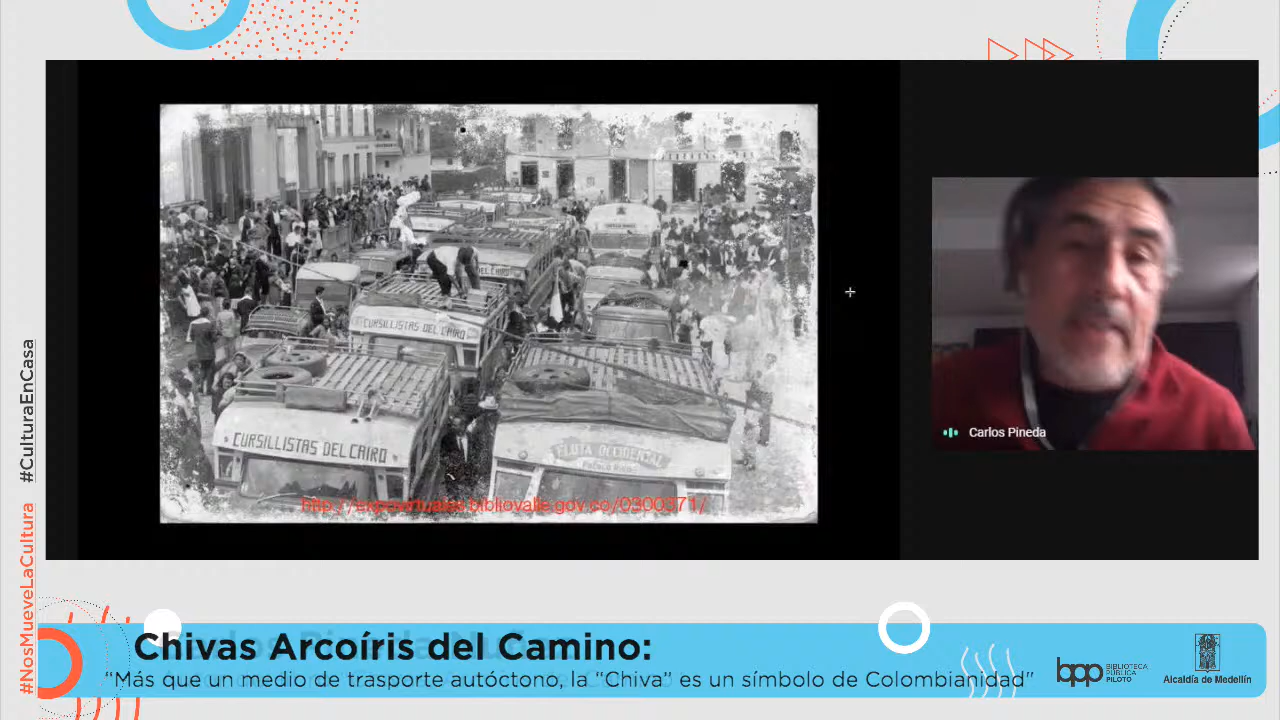 CURSILLISTAS DEL CAIRO
CURSILLISTAS DEL CAIRO
FLOTA OCCIDENTAL
PUEBLO RICO
http://expovirtuales.bibliovalle.gov.co/0300371/
Carlos Pineda
#NosMueveLaCultura #CulturaEnCasa
Chivas Arcoíris del Camino:
“Más que un medio de trasporte autóctono, la “Chiva” es un símbolo de Colombianidad”
bpp BIBLIOTECA
PÚBLICA
PILOTO
Alcaldía de Medellín